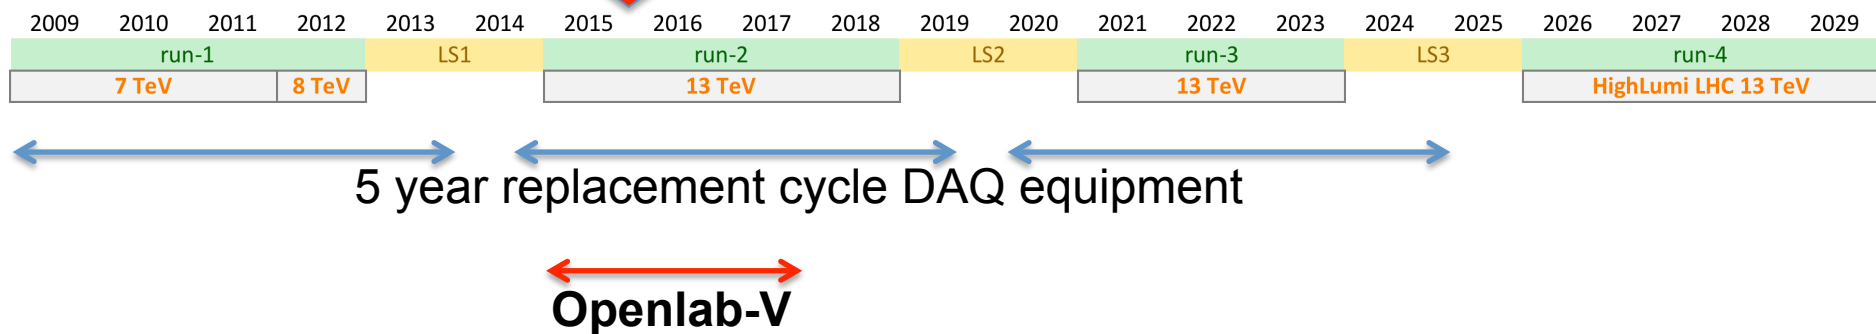 2009 2010 2011 2012 2013 2014 2015 2016 2017 2018 2019 2020 2021 2022 2023 2024 2025 2026 2027 2028 2029
run-1 LS1 run-2 LS2 run-3 LS3 run-4
7 TeV 8 TeV 13 TeV 13 TeV HighLumi LHC 13 TeV
5 year replacement cycle DAQ equipment
Openlab-V